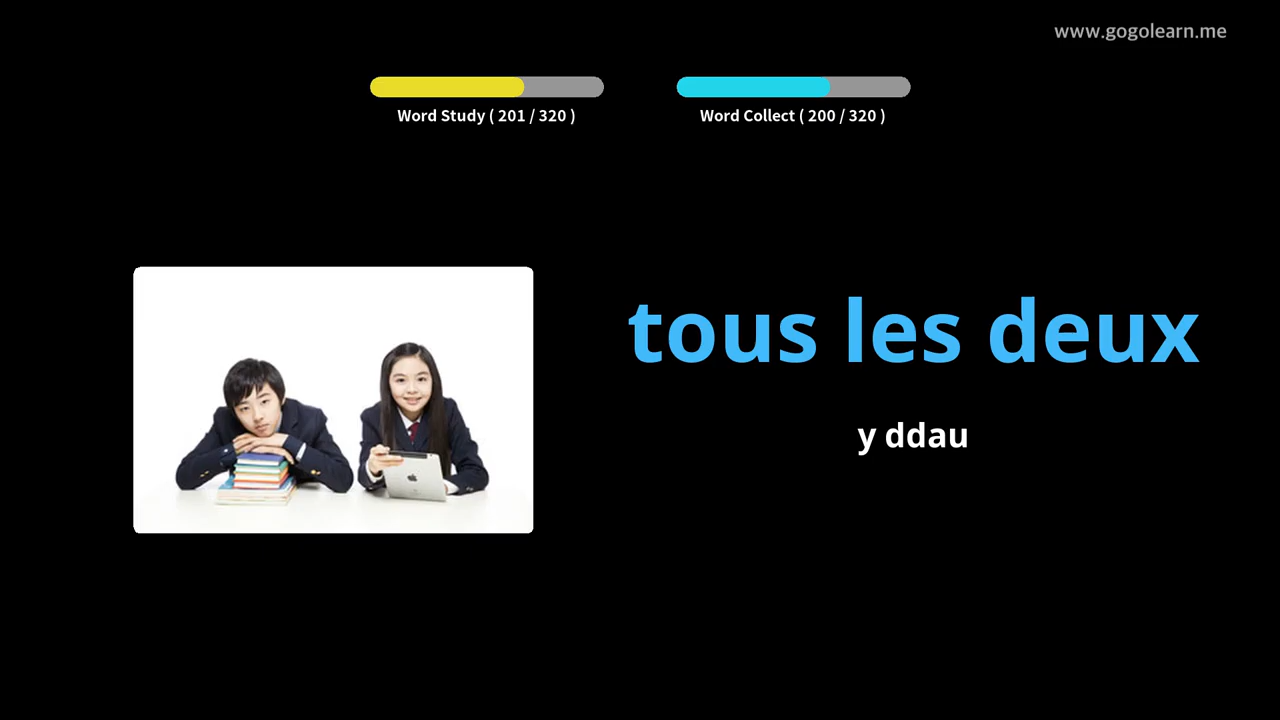 www.gogolearn.me
Word Study ( 201 / 320 )
Word Collect ( 200 / 320 )
tous les deux
y ddau